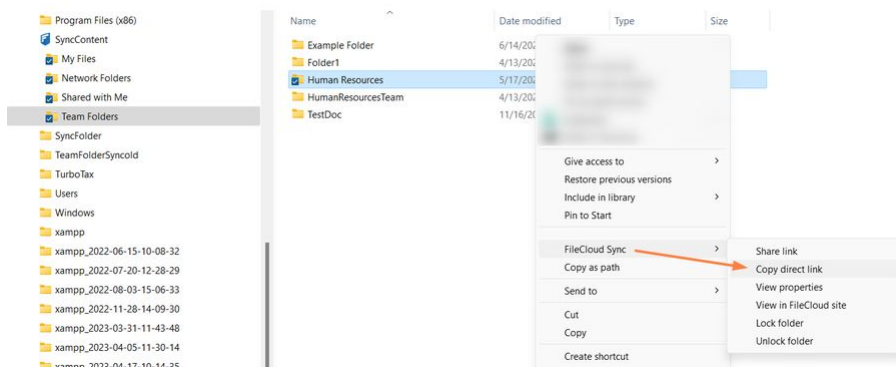 Program Files (x86)
SyncContent
My Files
Network Folders
Shared with Me
Team Folders
SyncFolder
TeamFolderSyncold
TurboTax
Users
Windows
xampp
xampp_2022-06-15-10-08-32
xampp_2022-07-20-12-28-29
xampp_2022-08-03-15-06-33
xampp_2022-11-28-14-09-30
xampp_2023-03-31-11-43-48
xampp_2023-04-05-11-30-14
xampp_2023-04-17-10-14-35
Name Date modified Type Size
Example Folder 6/14/202
Folder1 4/13/202
Human Resources 5/17/202
HumanResourcesTeam 4/13/202
TestDoc 11/16/20
Give access to
Restore previous versions
Include in library
Pin to Start
FileCloud Sync
Copy as path
Send to
Cut
Copy
Create shortcut
Share link
Copy direct link
View properties
View in FileCloud site
Lock folder
Unlock folder